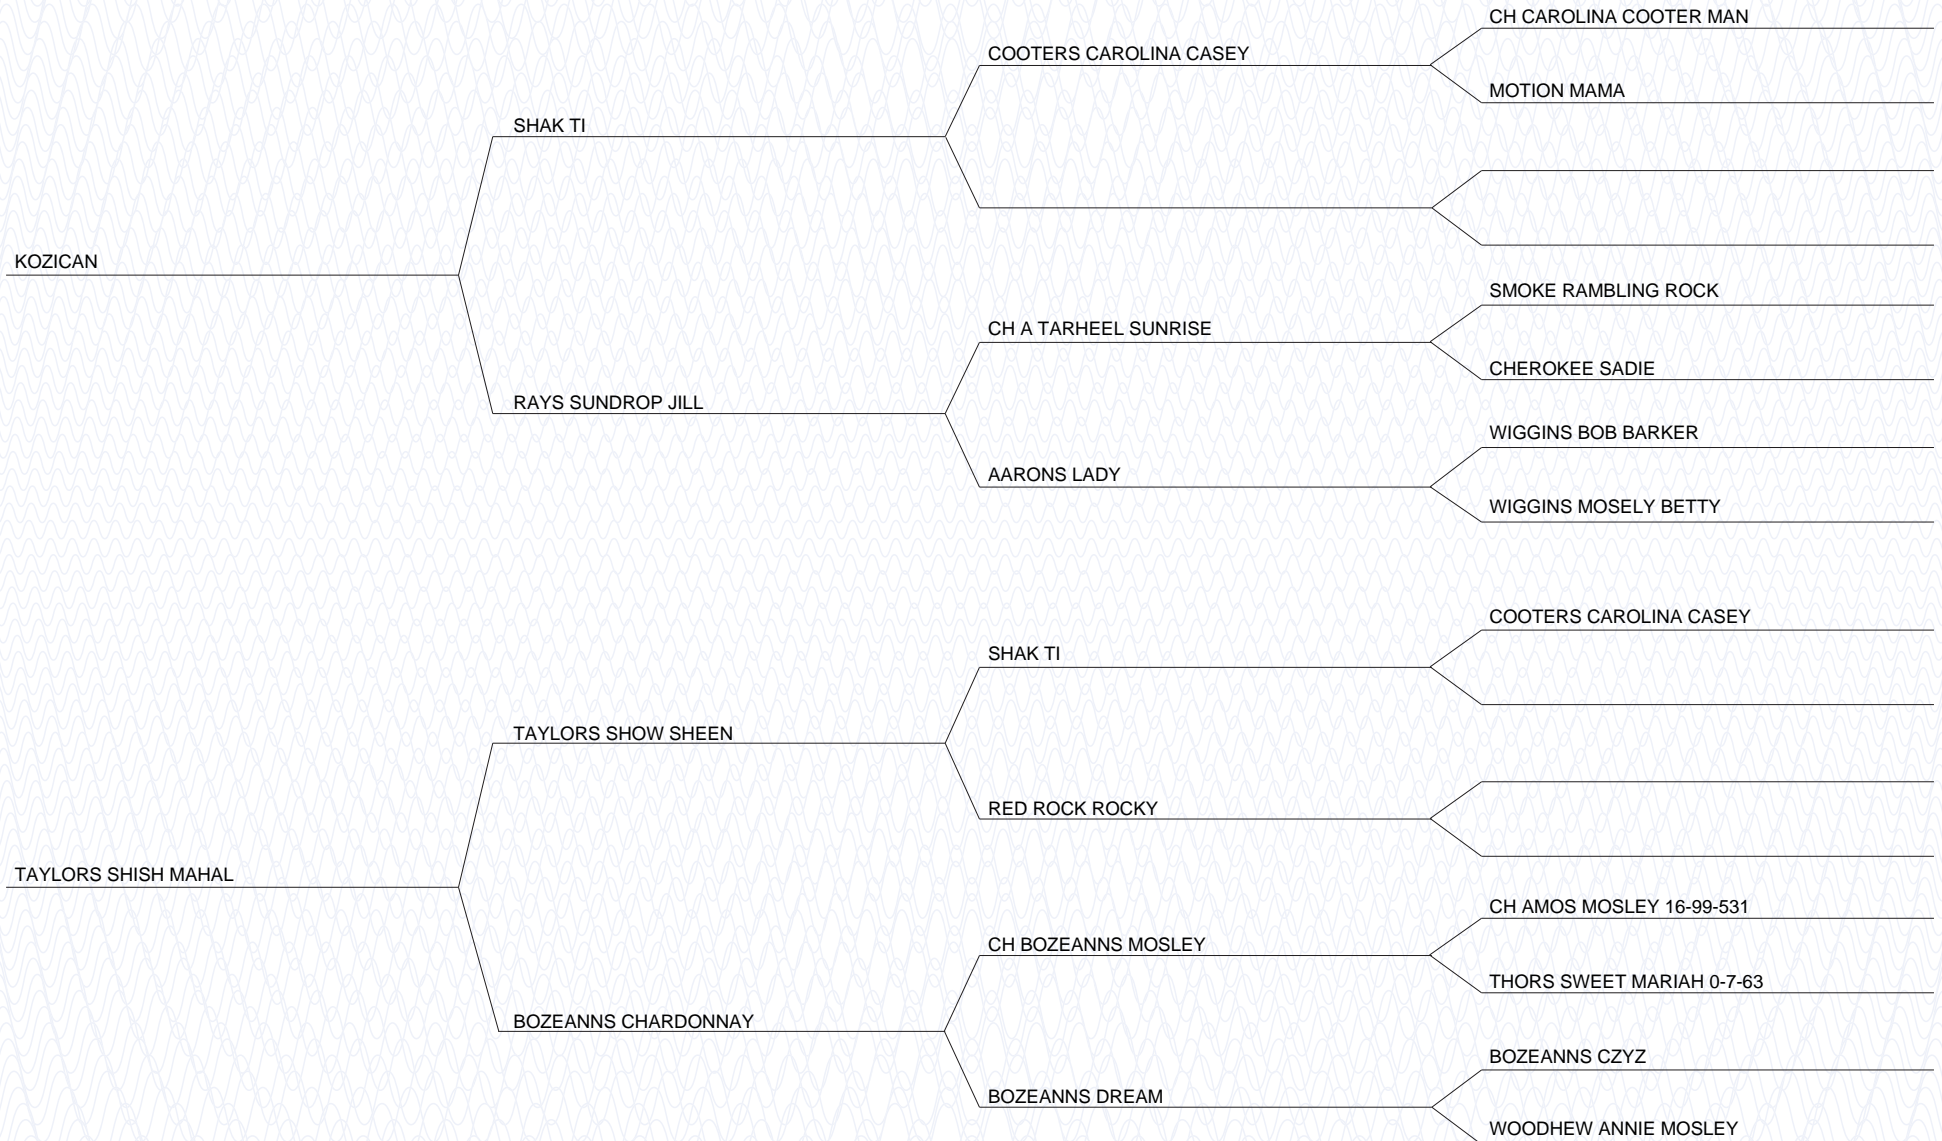 CH CAROLINA COOTER MAN
COOTERS CAROLINA CASEY
MOTION MAMA
SHAK TI
KOZICAN
SMOKE RAMBLING ROCK
CH A TARHEEL SUNRISE
CHEROKEE SADIE
RAYS SUNDROP JILL
WIGGINS BOB BARKER
AARONS LADY
WIGGINS MOSELY BETTY
COOTERS CAROLINA CASEY
SHAK TI
TAYLORS SHOW SHEEN
RED ROCK ROCKY
TAYLORS SHISH MAHAL
CH AMOS MOSLEY 16-99-531
CH BOZEANNS MOSLEY
THORS SWEET MARIAH 0-7-63
BOZEANNS CHARDONNAY
BOZEANNS CZYZ
BOZEANNS DREAM
WOODHEW ANNIE MOSLEY